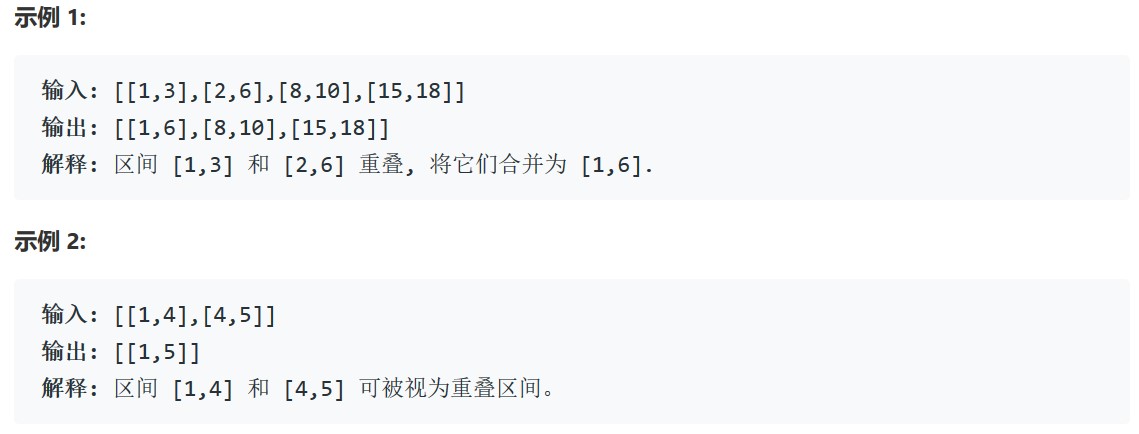 示例 1:
输入: [[1,3],[2,6],[8,10],[15,18]]
输出: [[1,6],[8,10],[15,18]]
解释: 区间 [1,3] 和 [2,6] 重叠, 将它们合并为 [1,6].
示例 2:
输入: [[1,4],[4,5]]
输出: [[1,5]]
解释: 区间 [1,4] 和 [4,5] 可被视为重叠区间。